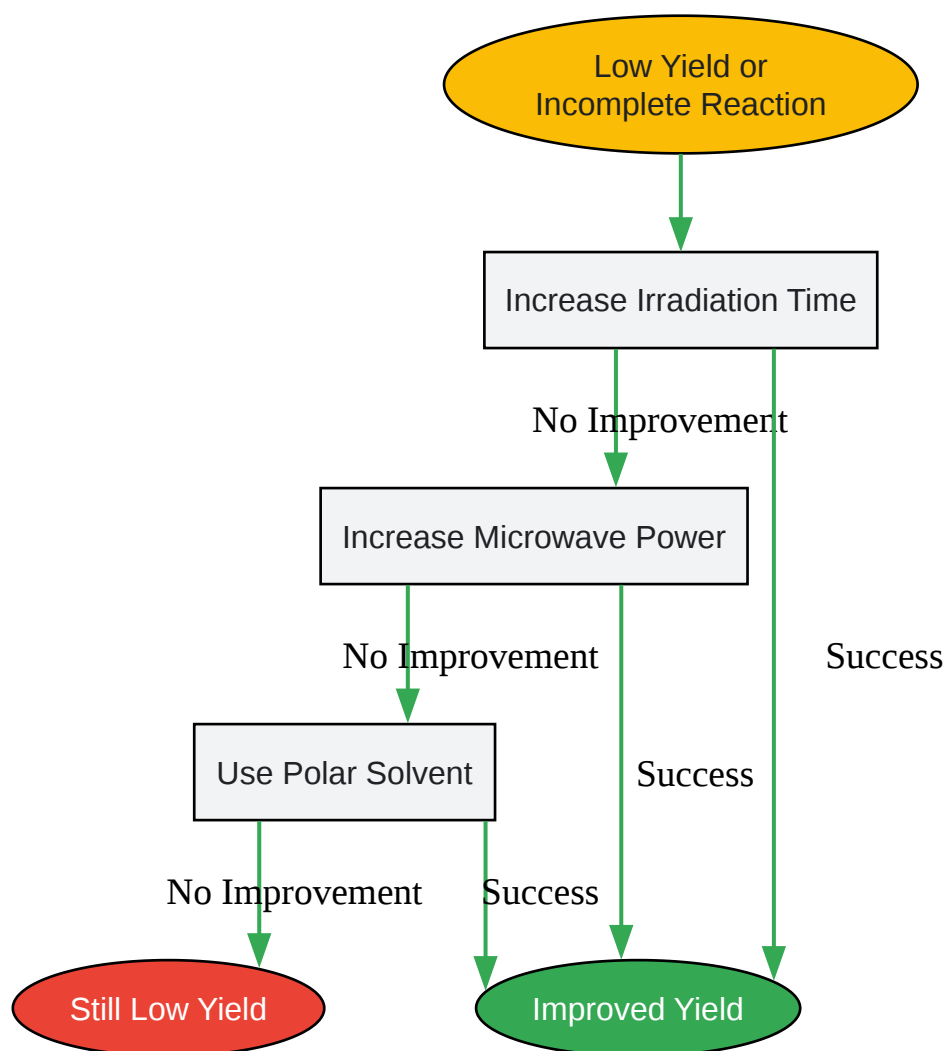 Low Yield or
Incomplete Reaction
Increase Irradiation Time
No Improvement
Increase Microwave Power
No Improvement
Success
Use Polar Solvent
Success
No Improvement
Success
Still Low Yield
Improved Yield